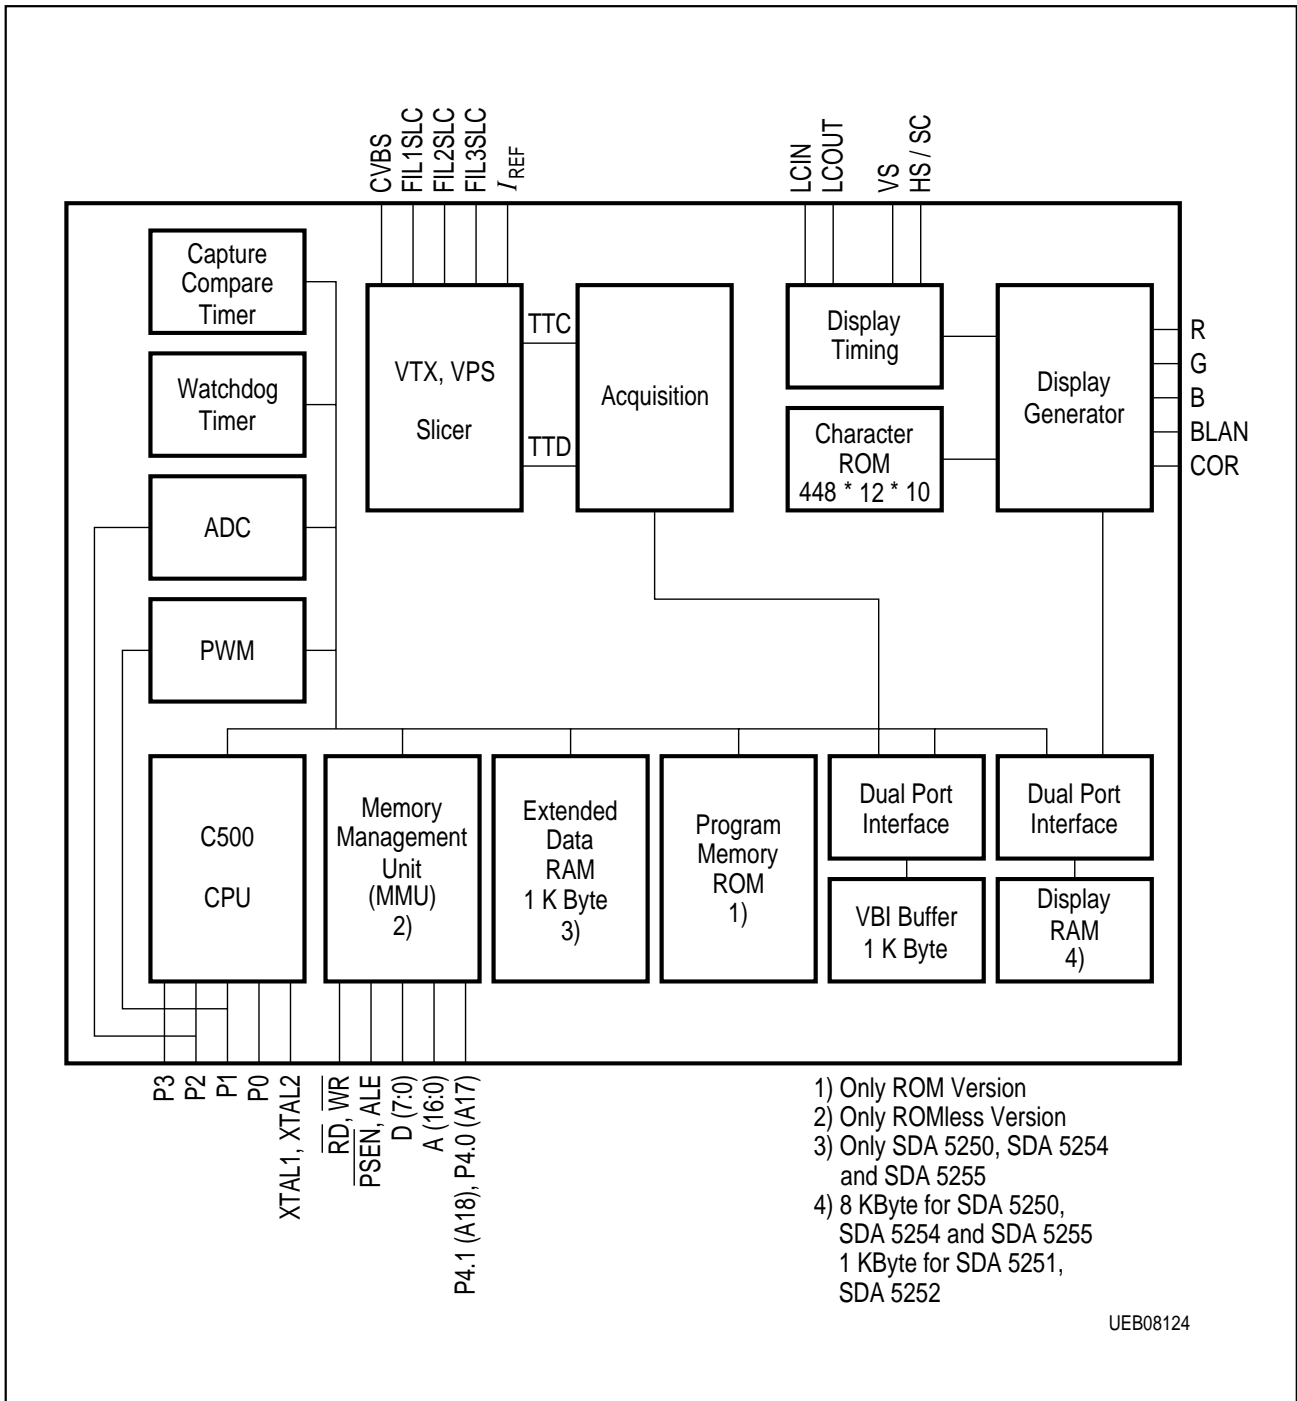 CVBS
FIL1SLC
FIL2SLC
FIL3SLC
I REF
LCIN
LCOUT
VS
HS / SC
Capture
Compare
Timer
Watchdog
Timer
ADC
PWM
VTX, VPS
Slicer
TTC
TTD
Acquisition
Display
Timing
Character
ROM
448 * 12 * 10
Display
Generator
R
G
B
BLAN
COR
C500
CPU
Memory
Management
Unit
(MMU)
2)
Extended
Data
RAM
1 K Byte
3)
Program
Memory
ROM
1)
Dual Port
Interface
VBI Buffer
1 K Byte
Dual Port
Interface
Display
RAM
4)
P3
P2
P1
P0
XTAL1, XTAL2
RD, WR
PSEN, ALE
D (7:0)
A (16:0)
P4.1 (A18), P4.0 (A17)
1) Only ROM Version
2) Only ROMless Version
3) Only SDA 5250, SDA 5254
and SDA 5255
4) 8 KByte for SDA 5250,
SDA 5254 and SDA 5255
1 KByte for SDA 5251,
SDA 5252
UEB08124